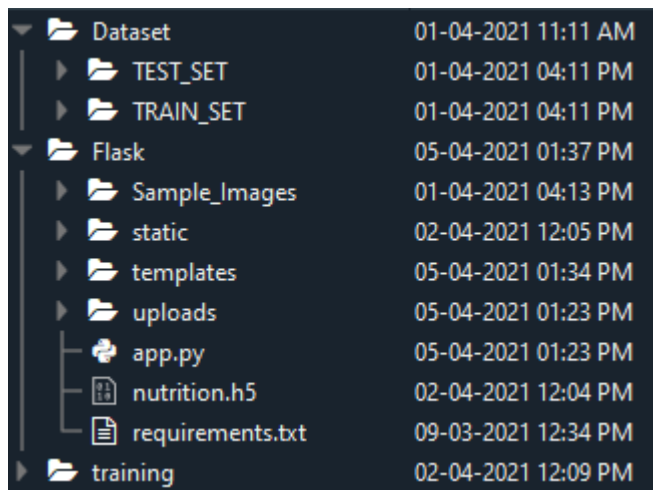 Dataset 01-04-2021 11:11 AM
TEST_SET 01-04-2021 04:11 PM
TRAIN_SET 01-04-2021 04:11 PM
Flask 05-04-2021 01:37 PM
Sample_Images 01-04-2021 04:13 PM
static 02-04-2021 12:05 PM
templates 05-04-2021 01:34 PM
uploads 05-04-2021 01:23 PM
app.py 05-04-2021 01:23 PM
nutrition.h5 02-04-2021 12:04 PM
requirements.txt 09-03-2021 12:34 PM
training 02-04-2021 12:09 PM